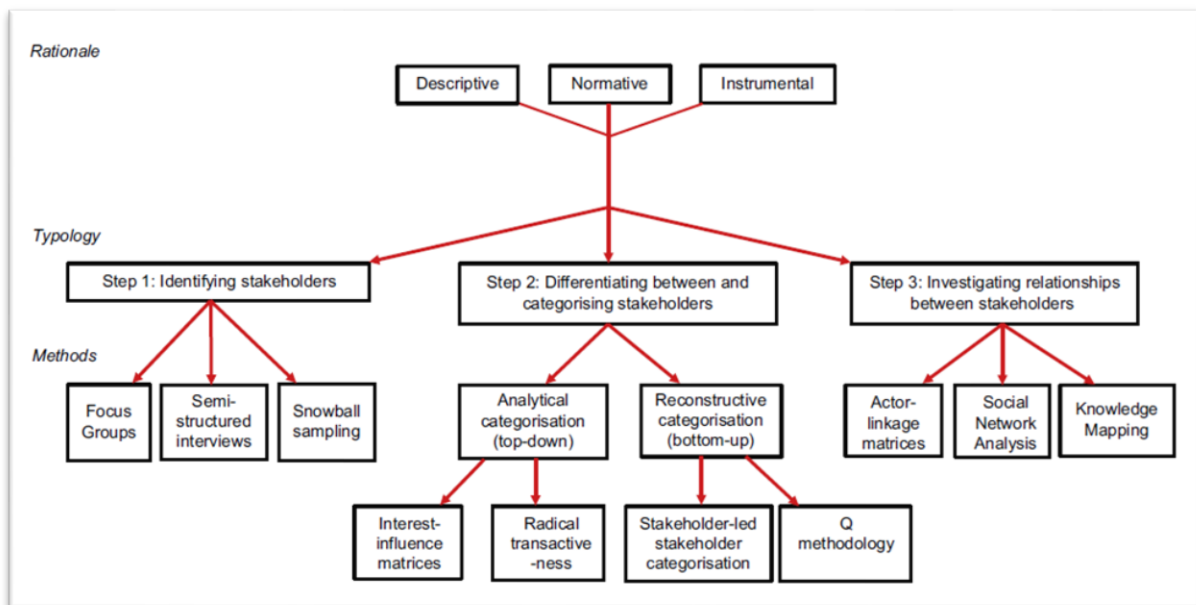 Rationale
Descriptive
Normative
Instrumental
Typology
Step 1: Identifying stakeholders
Step 2: Differentiating between and
categorising stakeholders
Step 3: Investigating relationships
between stakeholders
Methods
Focus
Groups
Semi-
structured
interviews
Snowball
sampling
Analytical
categorisation
(top-down)
Reconstructive
categorisation
(bottom-up)
Actor-
linkage
matrices
Social
Network
Analysis
Knowledge
Mapping
Interest-
influence
matrices
Radical
transactive
-ness
Stakeholder-led
stakeholder
categorisation
Q
methodology